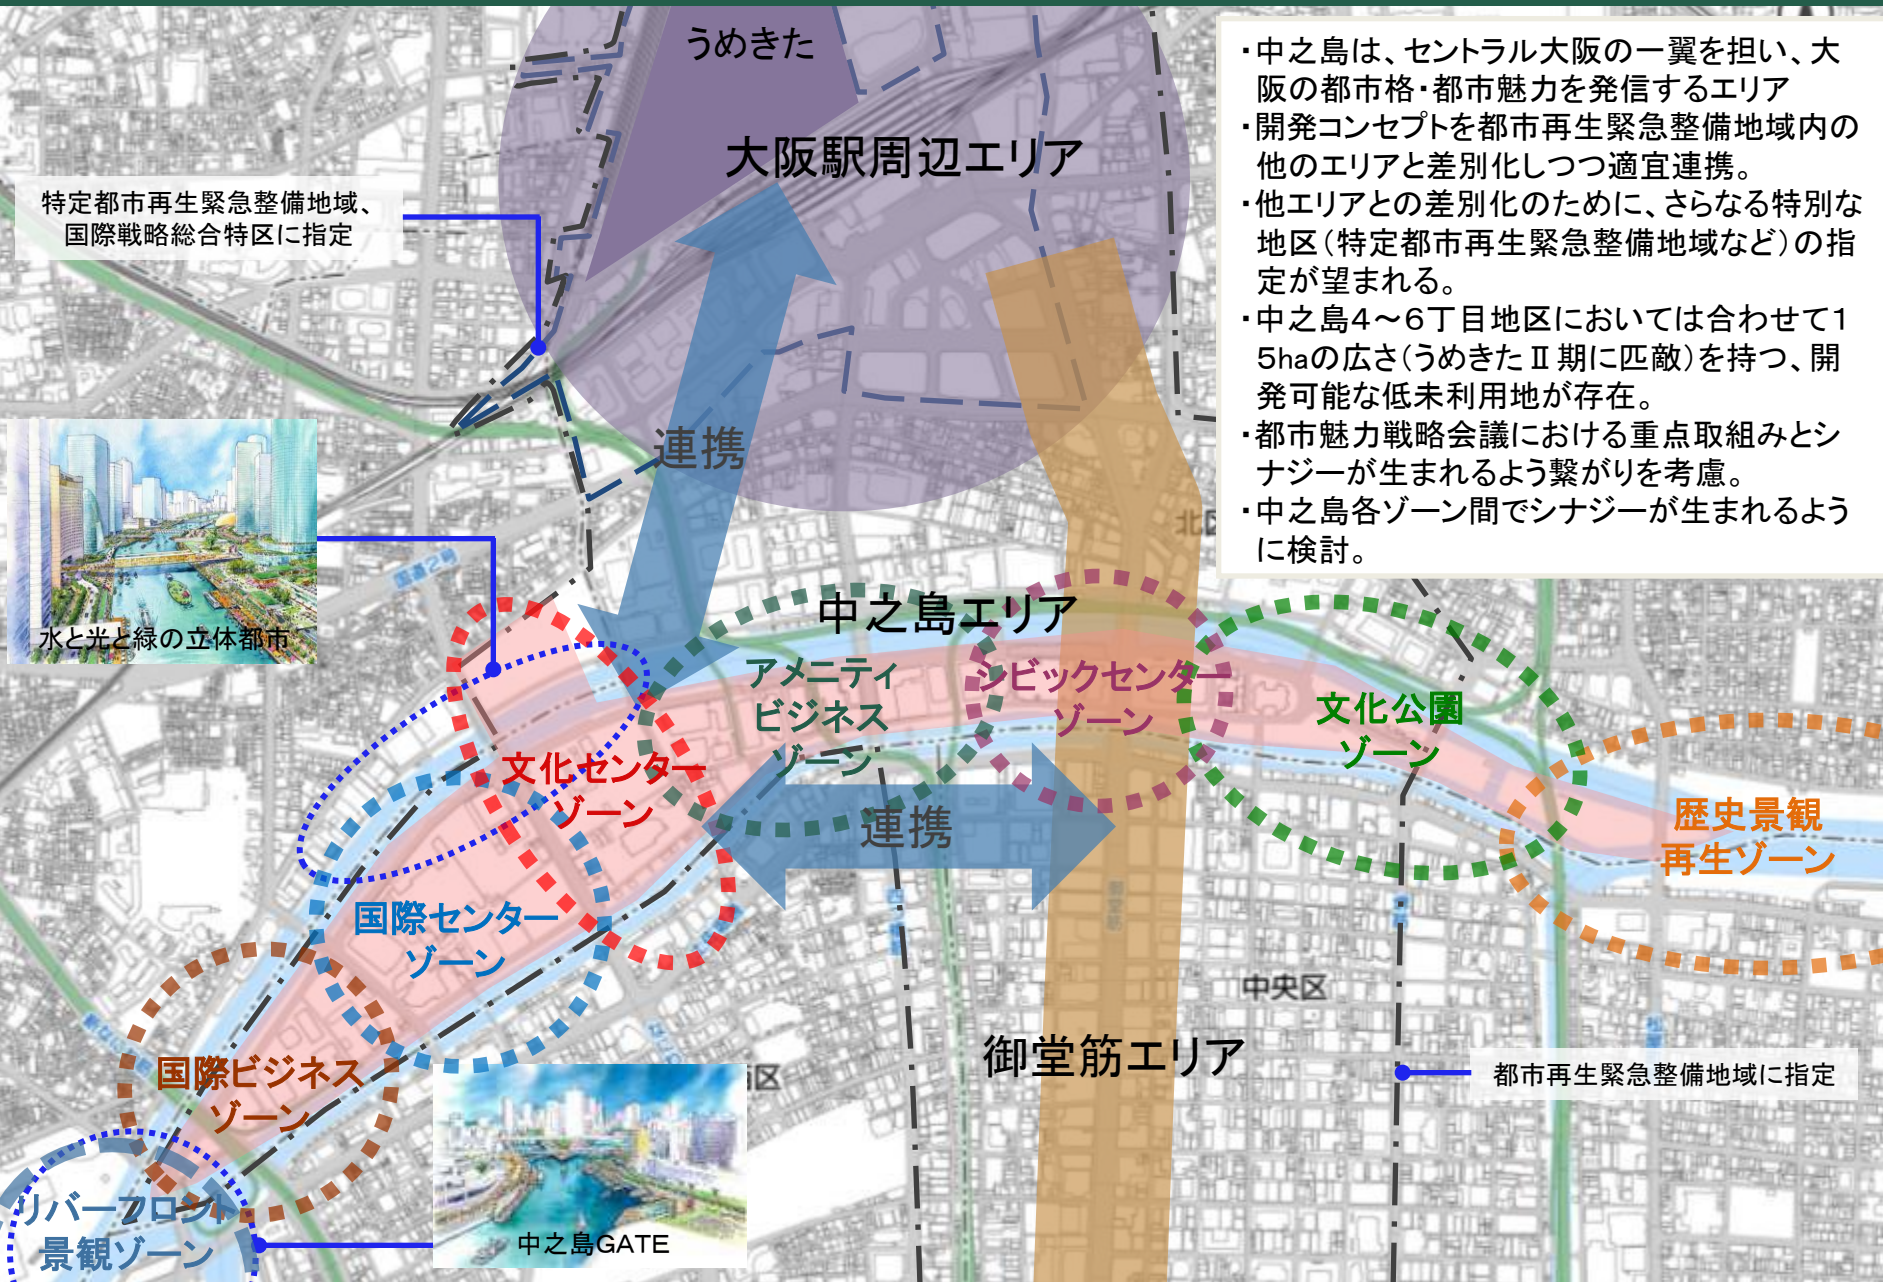 うめきた
大阪駅周辺エリア
・中之島は、セントラル大阪の一翼を担い、大
阪の都市格・都市魅力を発信するエリア
・開発コンセプトを都市再生緊急整備地域内の
他のエリアと差別化しつつ適宜連携。
・他エリアとの差別化のために、さらなる特別な
地区（特定都市再生緊急整備地域など）の指
定が望まれる。
・中之島４～６丁目地区においては合わせて１
５haの広さ（うめきたⅡ期に匹敵）を持つ、開
発可能な低未利用地が存在。
・都市魅力戦略会議における重点取組みとシ
ナジーが生まれるよう繋がりを考慮。
・中之島各ゾーン間でシナジーが生まれるよう
に検討。
特定都市再生緊急整備地域、
国際戦略総合特区に指定
連携
北区
国道2号
水と光と緑の立体都市
中之島エリア
アメニティ
ビジネス
ゾーン
シビックセンター
ゾーン
文化公園
ゾーン
文化センター
ゾーン
連携
歴史景観
再生ゾーン
国際センター
ゾーン
中央区
国際ビジネス
ゾーン
御堂筋エリア
都市再生緊急整備地域に指定
区
リバーフロント
景観ゾーン
中之島GATE